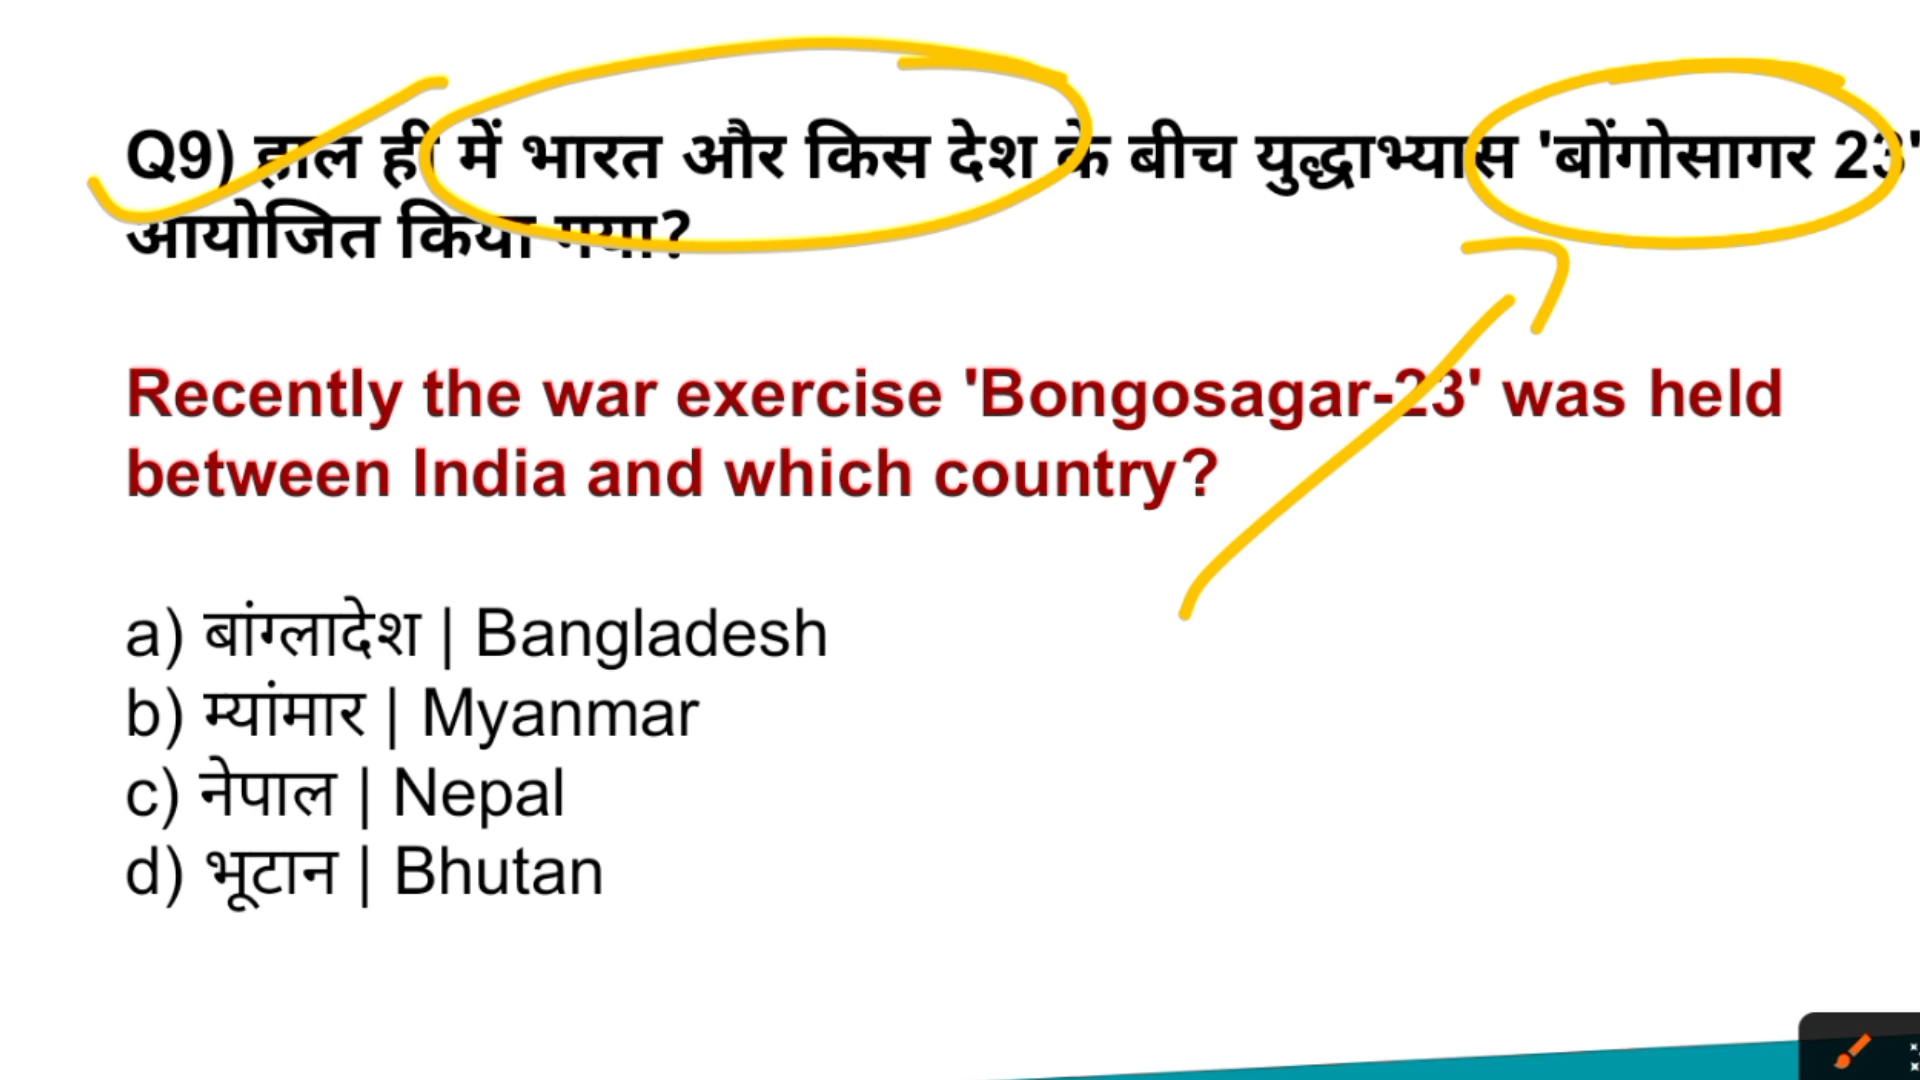 Q9) हाल ही में भारत और किस देश के बीच युद्धाभ्यास 'बोंगोसागर 23'
आयोजित किया गया?
Recently the war exercise 'Bongosagar-23' was held
between India and which country?
a) बांग्लादेश | Bangladesh
b) म्यांमार | Myanmar
c) नेपाल | Nepal
d) भूटान | Bhutan